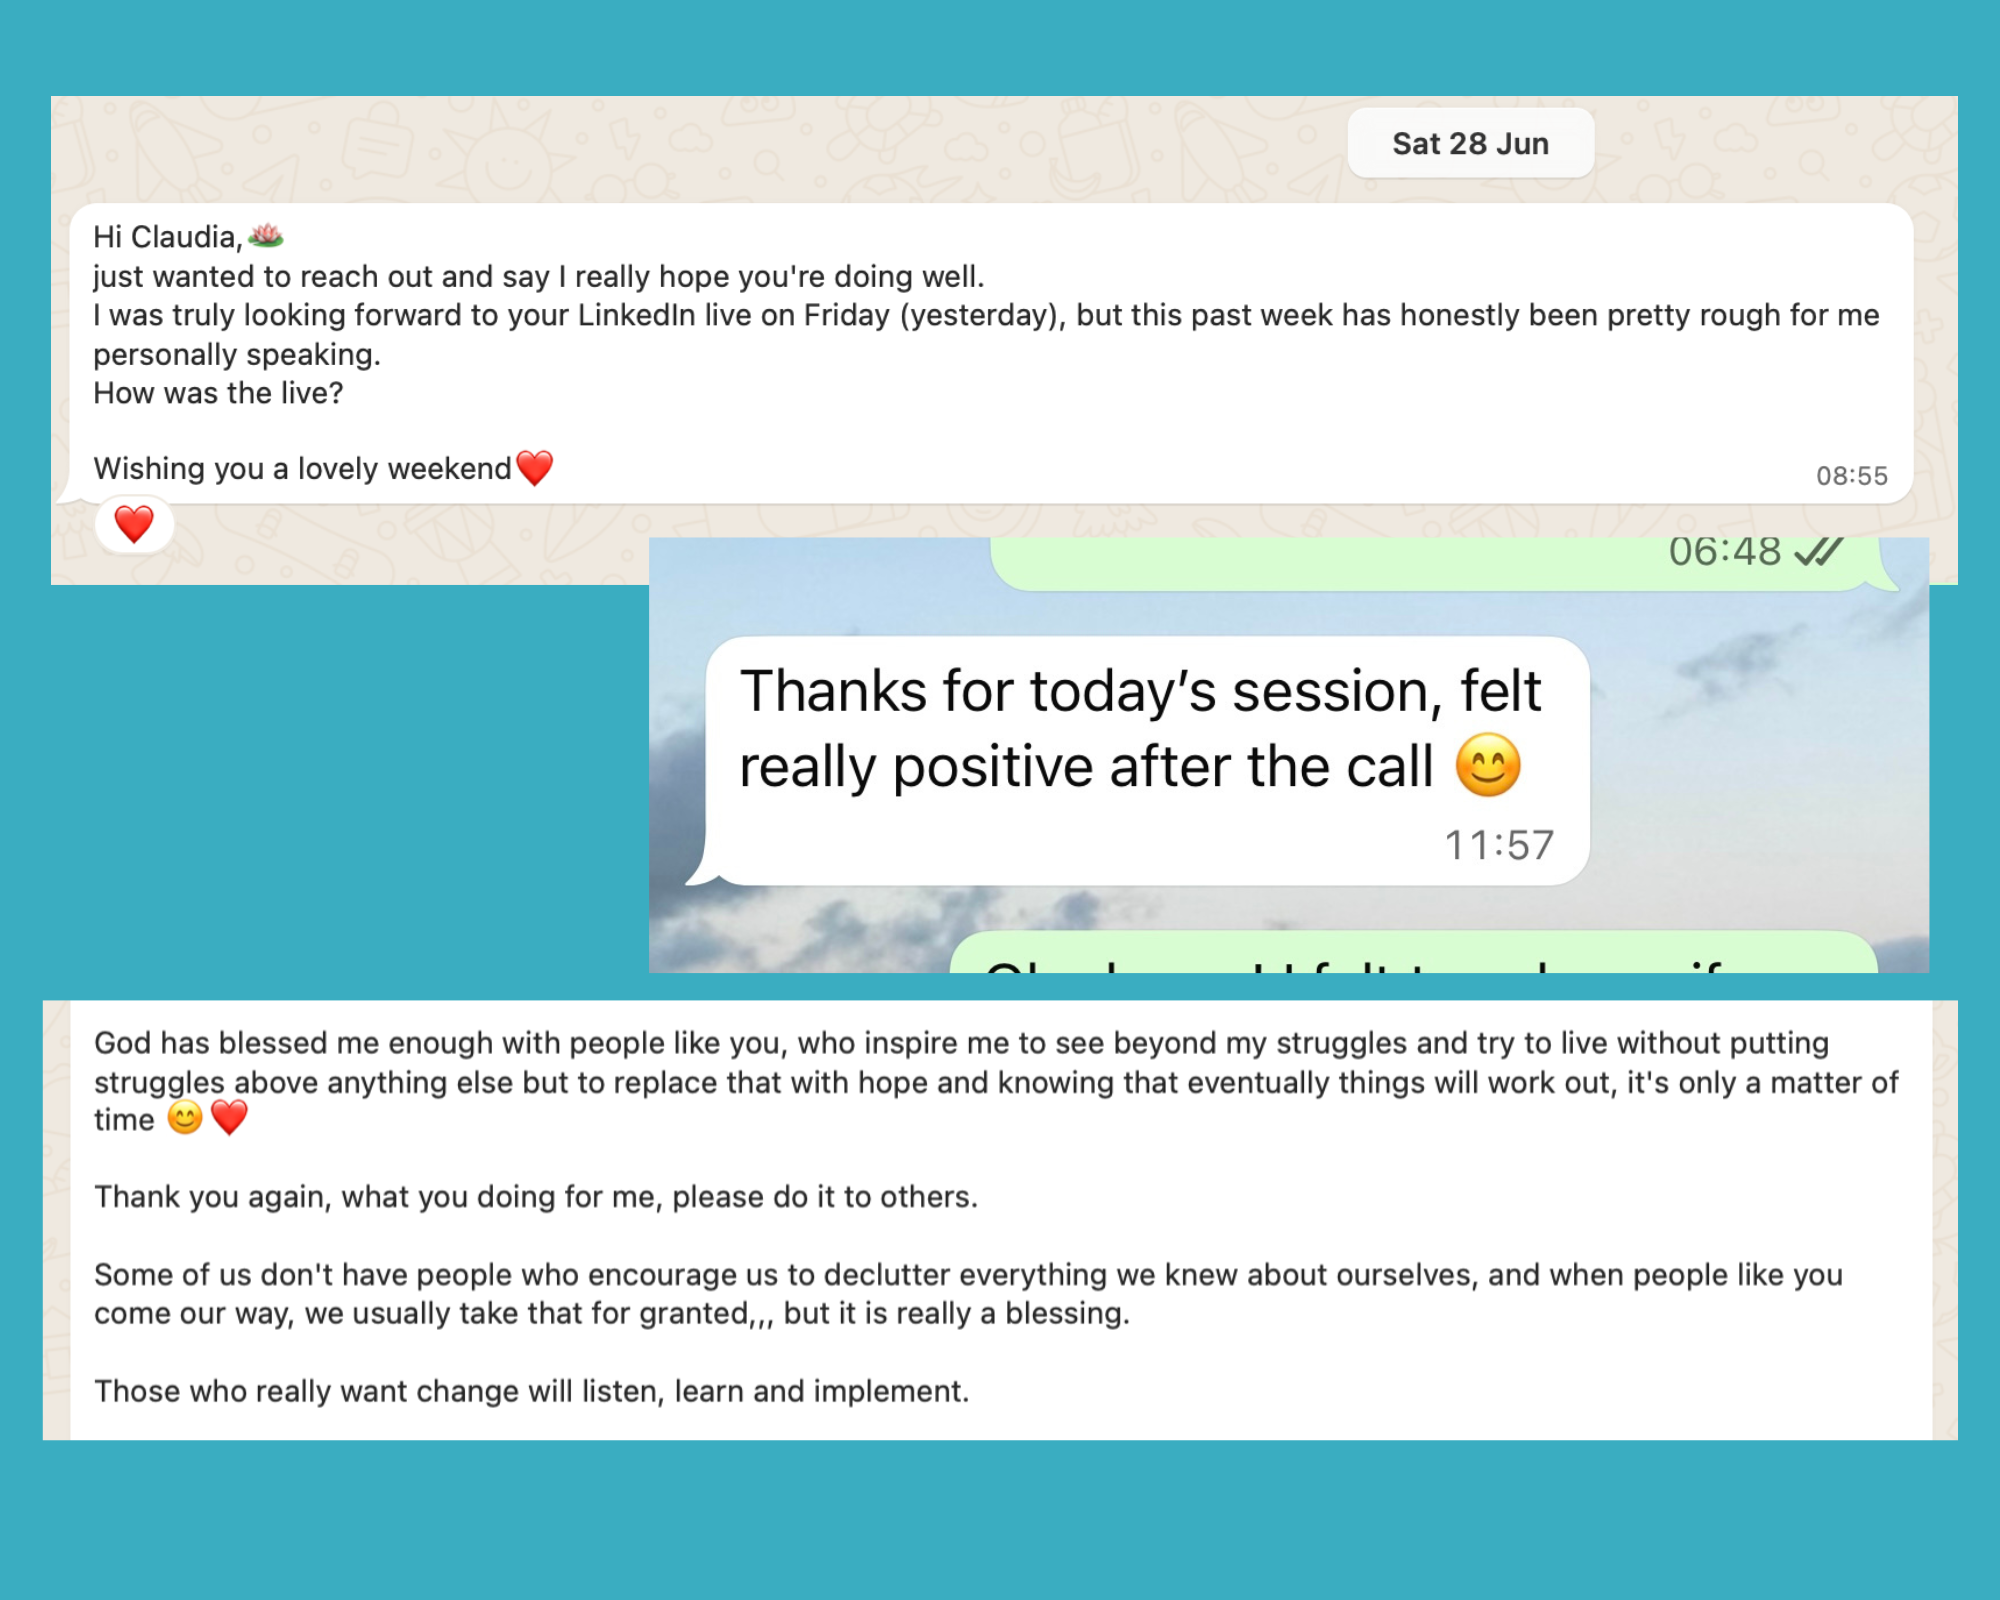 Sat 28 Jun
Hi Claudia,🪷
just wanted to reach out and say I really hope you're doing well.
I was truly looking forward to your LinkedIn live on Friday (yesterday), but this past week has honestly been pretty rough for me
personally speaking.
How was the live?
Wishing you a lovely weekend❤️
08:55
❤️
06:48
Thanks for today’s session, felt
really positive after the call 😊
11:57
God has blessed me enough with people like you, who inspire me to see beyond my struggles and try to live without putting
struggles above anything else but to replace that with hope and knowing that eventually things will work out, it's only a matter of
time 😊❤️
Thank you again, what you doing for me, please do it to others.
Some of us don't have people who encourage us to declutter everything we knew about ourselves, and when people like you
come our way, we usually take that for granted,,, but it is really a blessing.
Those who really want change will listen, learn and implement.